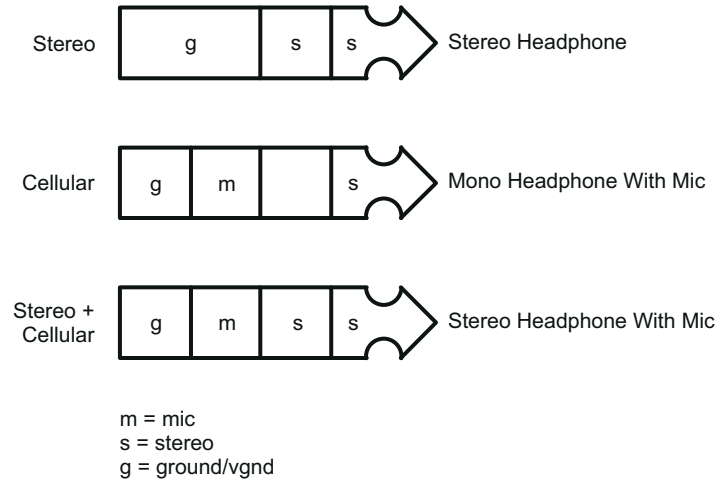 Stereo g s s Stereo Headphone
Cellular g m s Mono Headphone With Mic
Stereo +
Cellular g m s s Stereo Headphone With Mic
m = mic
s = stereo
g = ground/vgnd